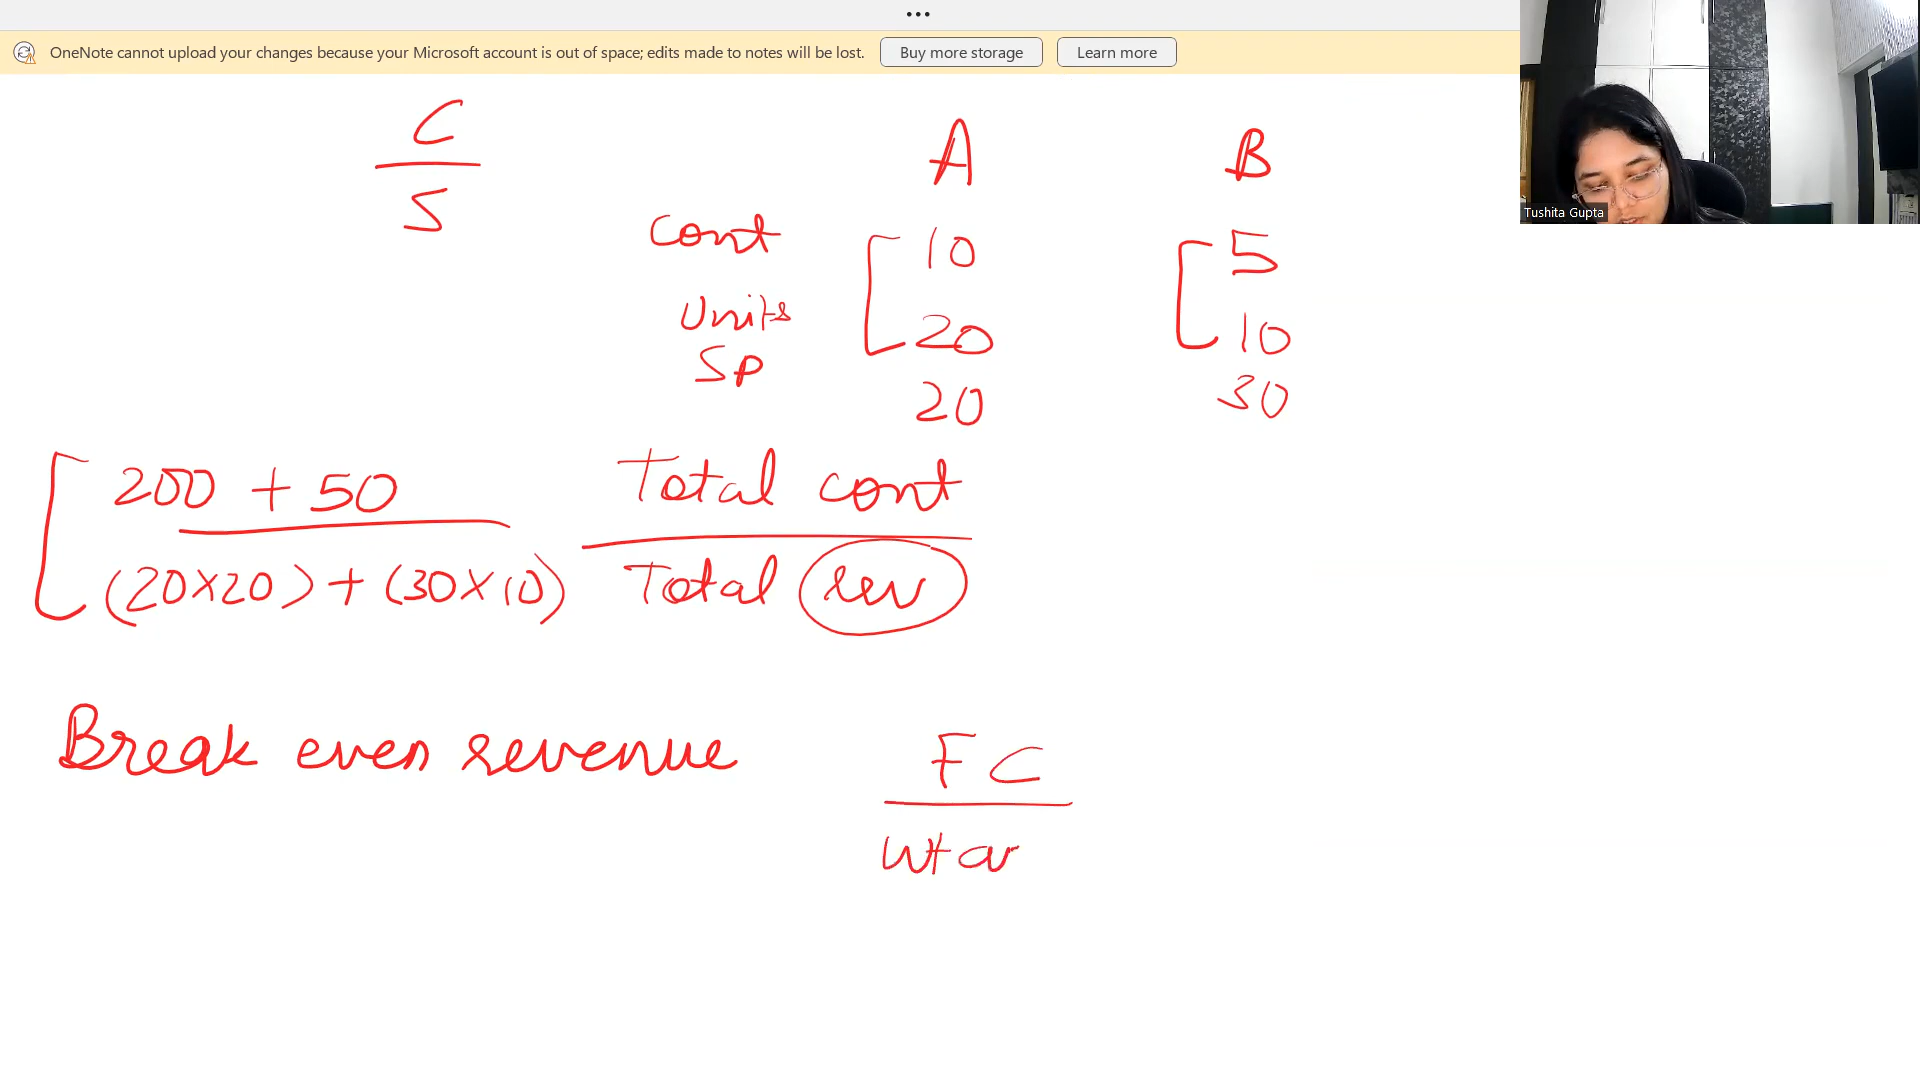 •••
OneNote cannot upload your changes because your Microsoft account is out of space; edits made to notes will be lost. Buy more storage Learn more
Tushita Gupta
C
S
A B
Cont 10 5
Units 20 10
SP 20 30
200 + 50 Total cont
(20×20) + (30×10) Total rev
Break even revenue
FC
wt av